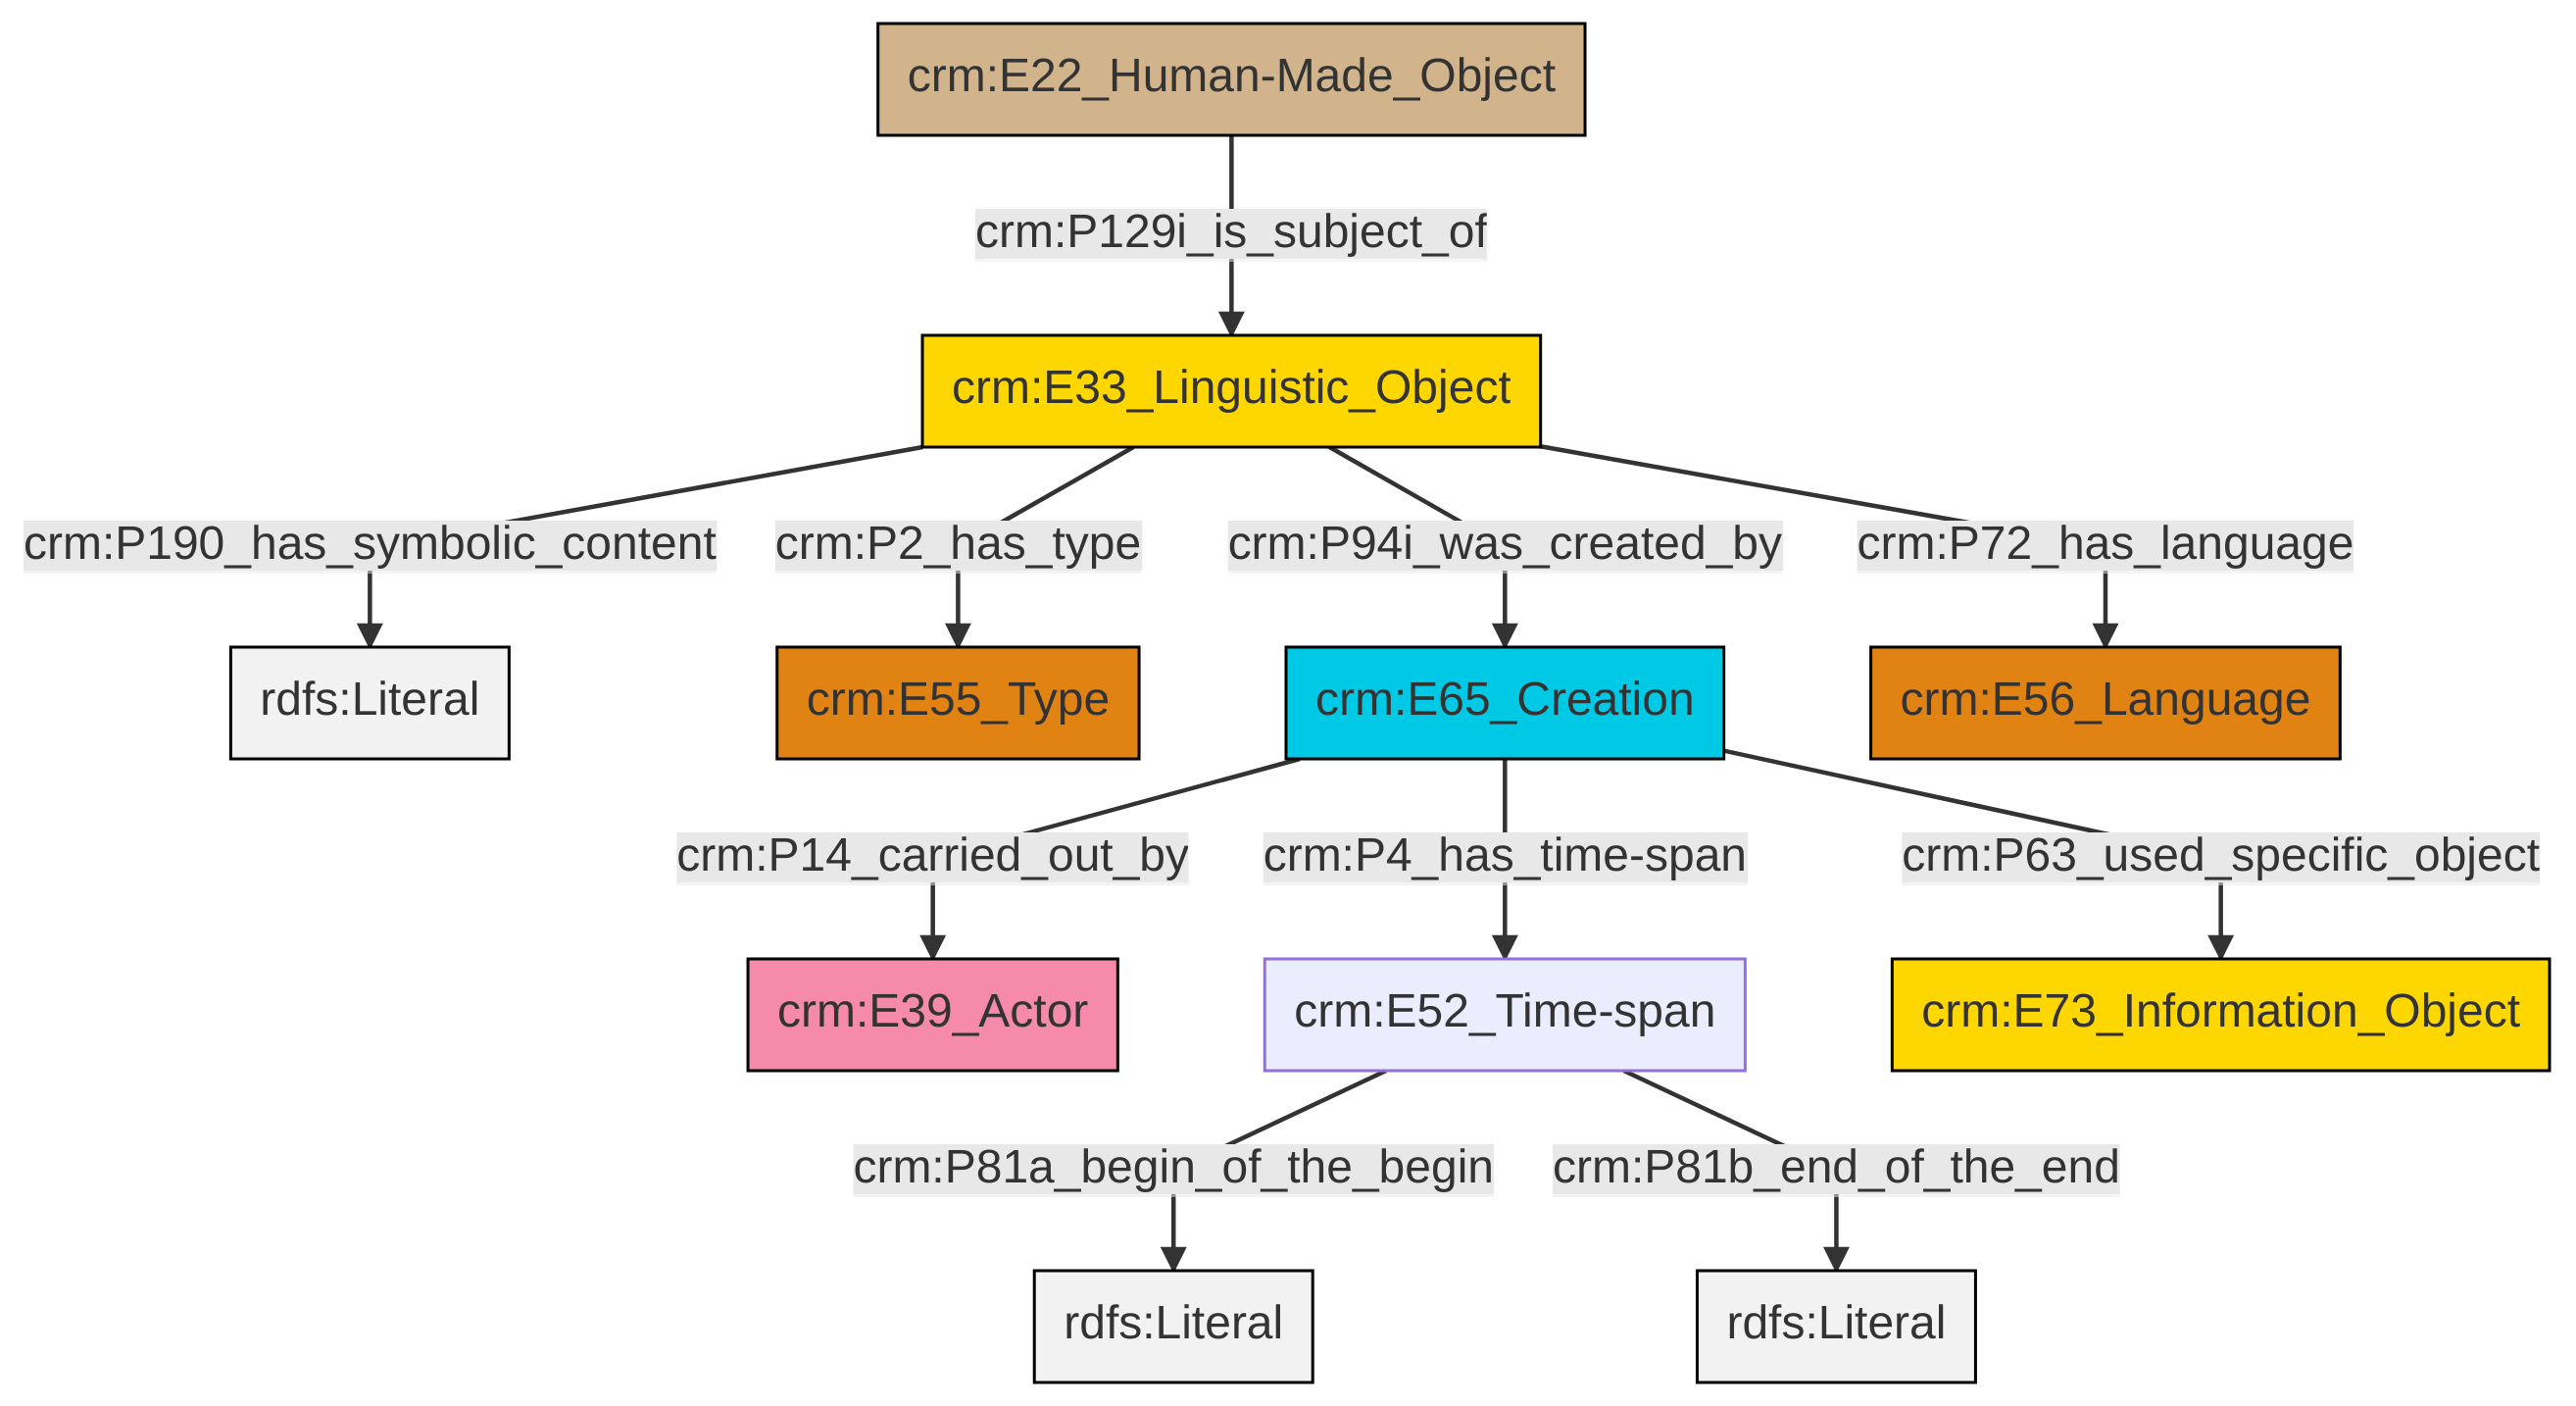 crm:E22_Human-Made_Object
crm:P129i_is_subject_of
crm:E33_Linguistic_Object
crm:P190_has_symbolic_content
crm:P2_has_type
crm:P94i_was_created_by
crm:P72_has_language
rdfs:Literal
crm:E55_Type
crm:E65_Creation
crm:E56_Language
crm:P14_carried_out_by
crm:P4_has_time-span
crm:P63_used_specific_object
crm:E39_Actor
crm:E52_Time-span
crm:E73_Information_Object
crm:P81a_begin_of_the_begin
crm:P81b_end_of_the_end
rdfs:Literal
rdfs:Literal